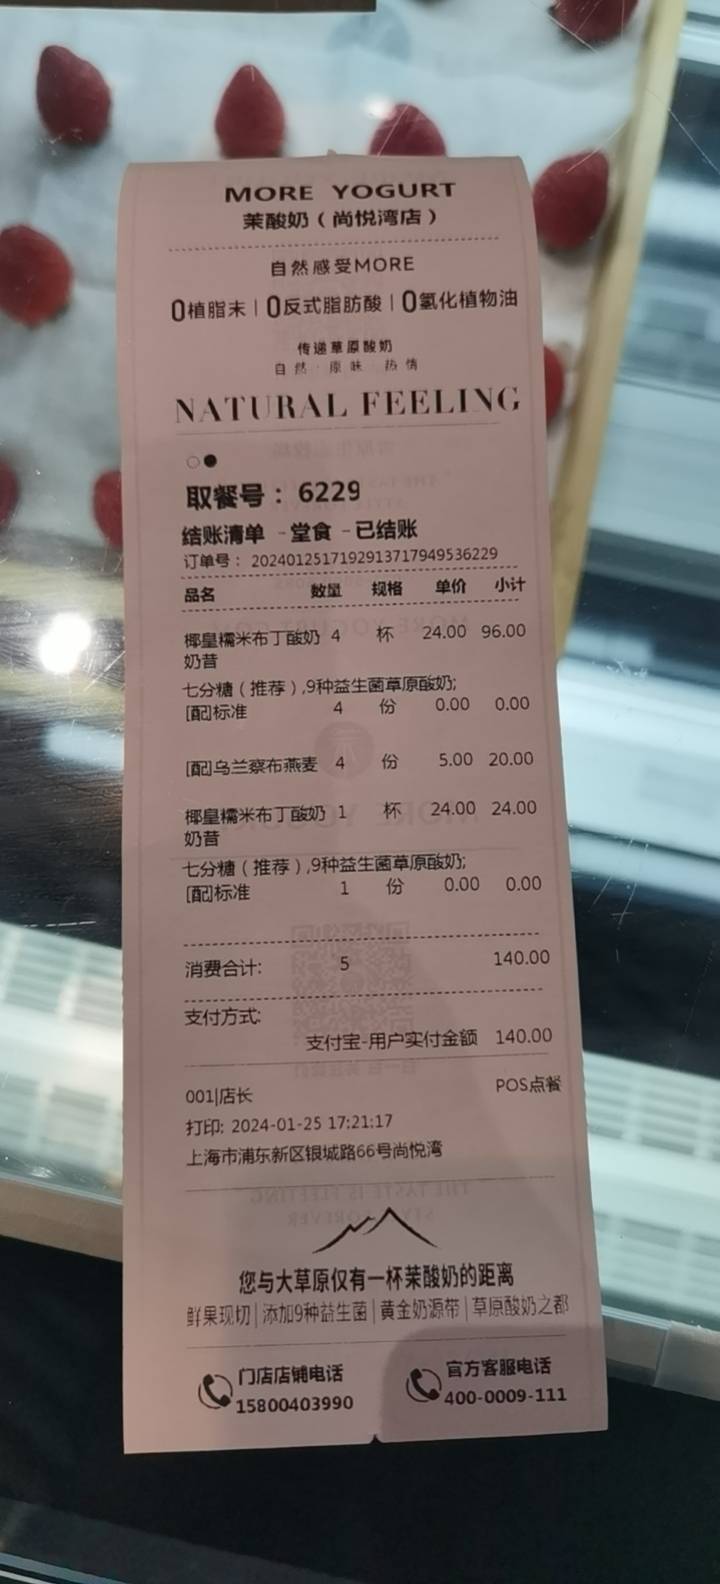 MORE YOGURT
茉酸奶（尚悦湾店）
自然感受MORE
0植脂末|0反式脂肪酸|0氢化植物油
传递草原酸奶
自然·原味·热情
NATURAL FEELING
取餐号：6229
结账清单 -堂食 -已结账
订单号：2024012517192913717949536229
品名 数量 规格 单价 小计
椰皇糯米布丁酸奶 4 杯 24.00 96.00
奶昔
七分糖（推荐）,9种益生菌草原酸奶;
[配]标准 4 份 0.00 0.00
[配]乌兰察布燕麦 4 份 5.00 20.00
椰皇糯米布丁酸奶 1 杯 24.00 24.00
奶昔
七分糖（推荐）,9种益生菌草原酸奶;
[配]标准 1 份 0.00 0.00
消费合计: 5 140.00
支付方式:
支付宝-用户实付金额 140.00
001|店长 POS点餐
打印: 2024-01-25 17:21:17
上海市浦东新区银城路66号尚悦湾
您与大草原仅有一杯茉酸奶的距离
鲜果现切|添加9种益生菌|黄金奶源带|草原酸奶之都
门店店铺电话 官方客服电话
15800403990 400-0009-111